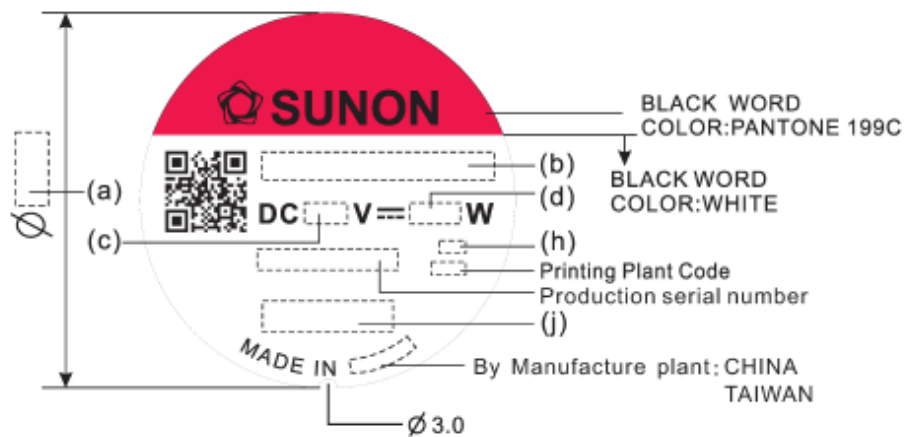 SUNON
BLACK WORD
COLOR:PANTONE 199C
(b)
BLACK WORD
COLOR:WHITE
(a)
DC V W
(d)
(c)
(h)
Printing Plant Code
Production serial number
(j)
MADE IN
By Manufacture plant: CHINA
TAIWAN
Ø
Ø 3.0